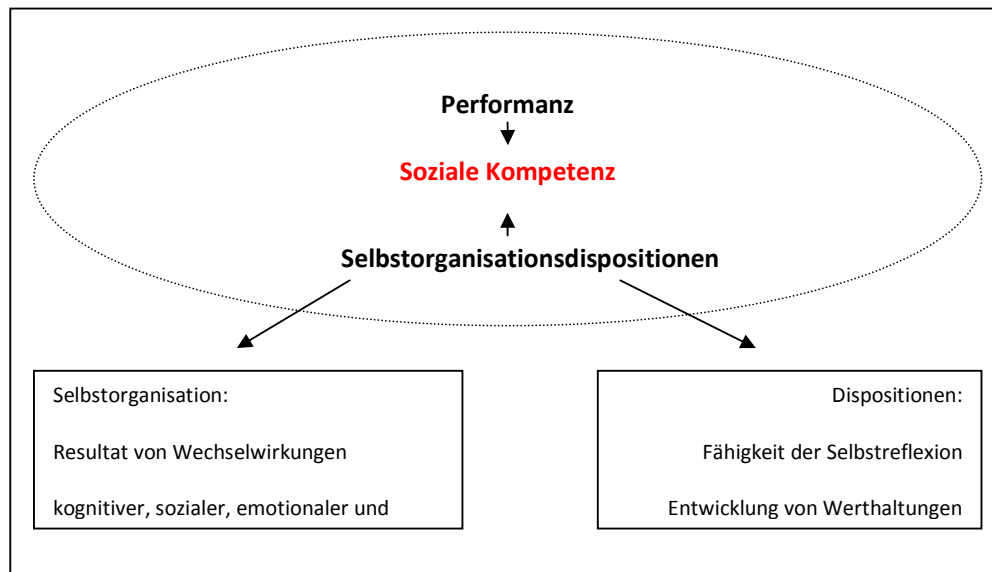 Performanz
Soziale Kompetenz
Selbstorganisationsdispositionen
Selbstorganisation:
Resultat von Wechselwirkungen
kognitiver, sozialer, emotionaler und
Dispositionen:
Fähigkeit der Selbstreflexion
Entwicklung von Werthaltungen